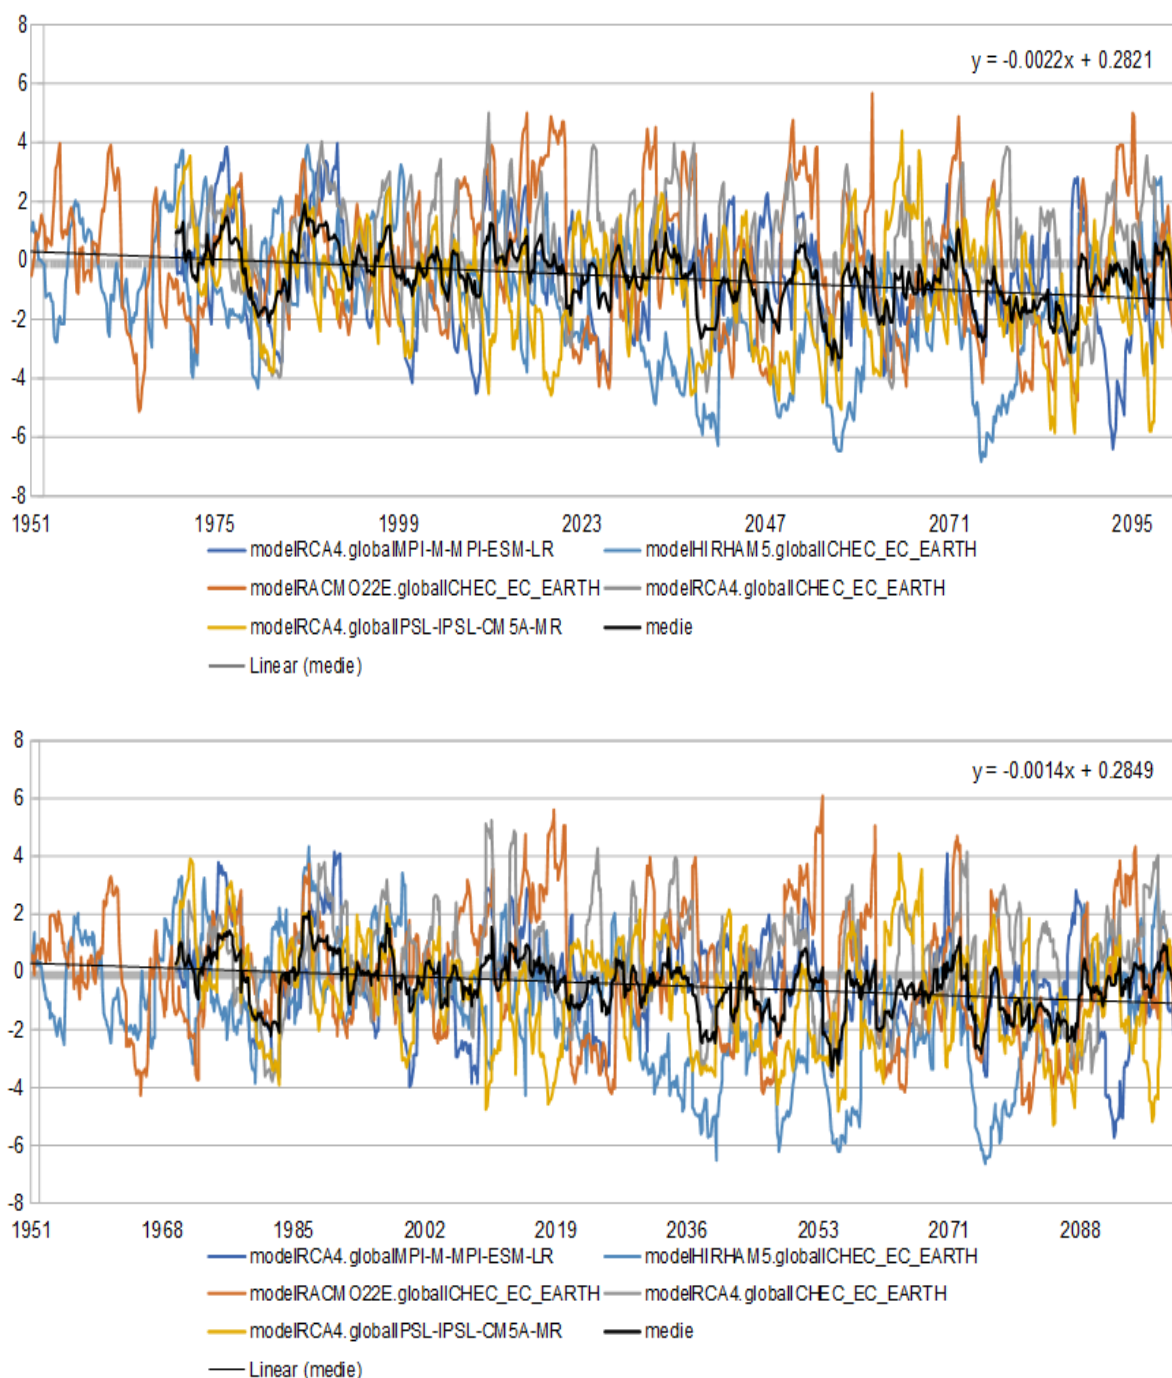 8
y = -0.0022x + 0.2821
6
4
2
0
-2
-4
-6
-8
1951 1975 1999 2023 2047 2071 2095
modelRCA4.globalMPI-M-MPI-ESM-LR modelHIRHAM5.globalICHEC_EC_EARTH
modelRACMO22E.globalICHEC_EC_EARTH modelRCA4.globalICHEC_EC_EARTH
modelRCA4.globalIPSL-IPSL-CM5A-MR medie
Linear (medie)
8
y = -0.0014x + 0.2849
6
4
2
0
-2
-4
-6
-8
1951 1968 1985 2002 2019 2036 2053 2071 2088
modelRCA4.globalMPI-M-MPI-ESM-LR modelHIRHAM5.globalICHEC_EC_EARTH
modelRACMO22E.globalICHEC_EC_EARTH modelRCA4.globalICHEC_EC_EARTH
modelRCA4.globalIPSL-IPSL-CM5A-MR medie
Linear (medie)